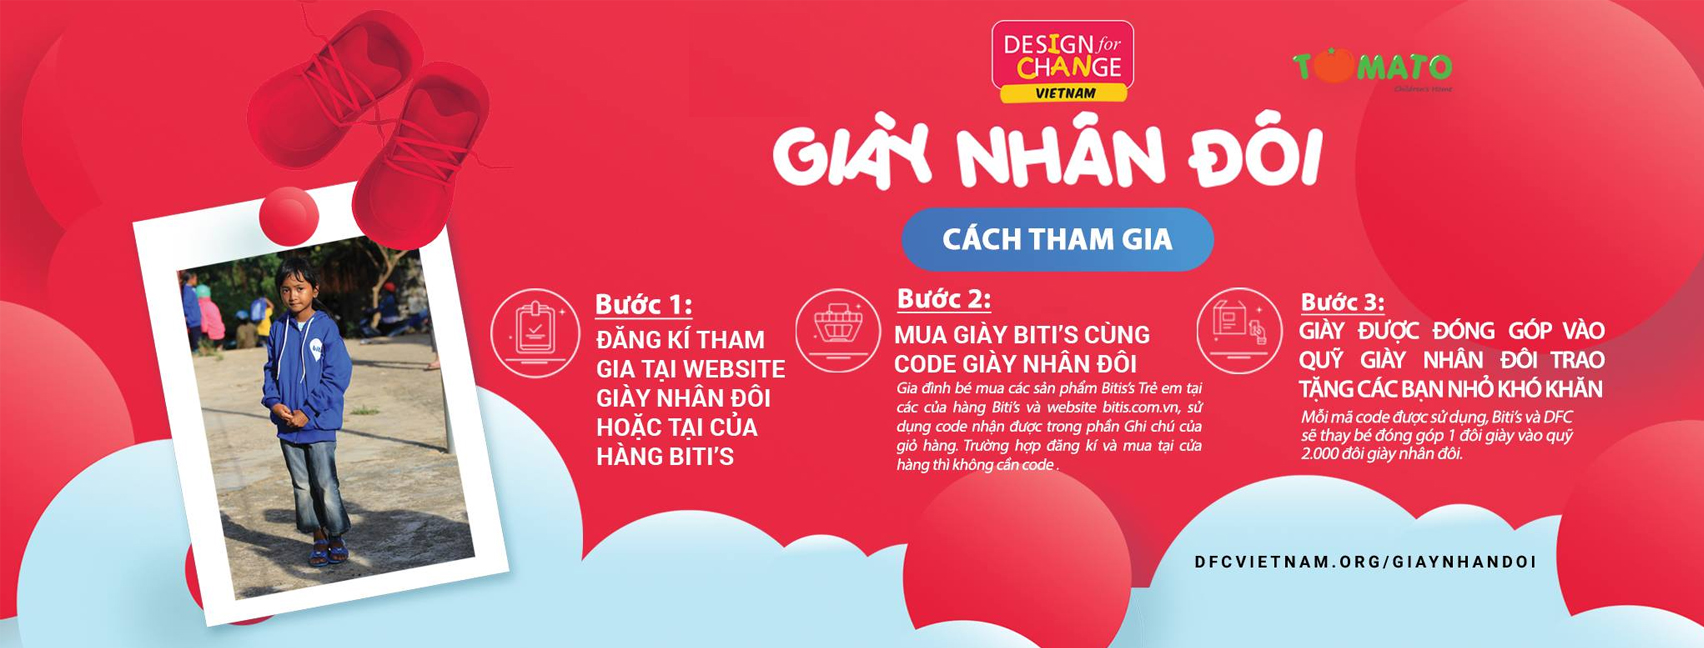 DESIGN for
CHANGE
VIETNAM
TOMATO
Children's Home
GIÀY NHÂN ĐÔI
CÁCH THAM GIA
Bước 1:
ĐĂNG KÍ THAM
GIA TẠI WEBSITE
GIÀY NHÂN ĐÔI
HOẶC TẠI CỦA
HÀNG BITI'S
Bước 2:
MUA GIÀY BITI'S CÙNG
CODE GIÀY NHÂN ĐÔI
Gia đình bé mua các sản phẩm Bitis's Trẻ em tại
các của hàng Biti's và website bitis.com.vn, sử
dụng code nhận được trong phần Ghi chú của
giỏ hàng. Trường hợp đăng kí và mua tại cửa
hàng thì không cần code .
Bước 3:
GIÀY ĐƯỢC ĐÓNG GÓP VÀO
QUỸ GIÀY NHÂN ĐÔI TRAO
TẶNG CÁC BẠN NHỎ KHÓ KHĂN
Mỗi mã code được sử dụng, Biti's và DFC
sẽ thay bé đóng góp 1 đôi giày vào quỹ
2.000 đôi giày nhân đôi.
DFCVIETNAM.ORG/GIAYNHANDOI